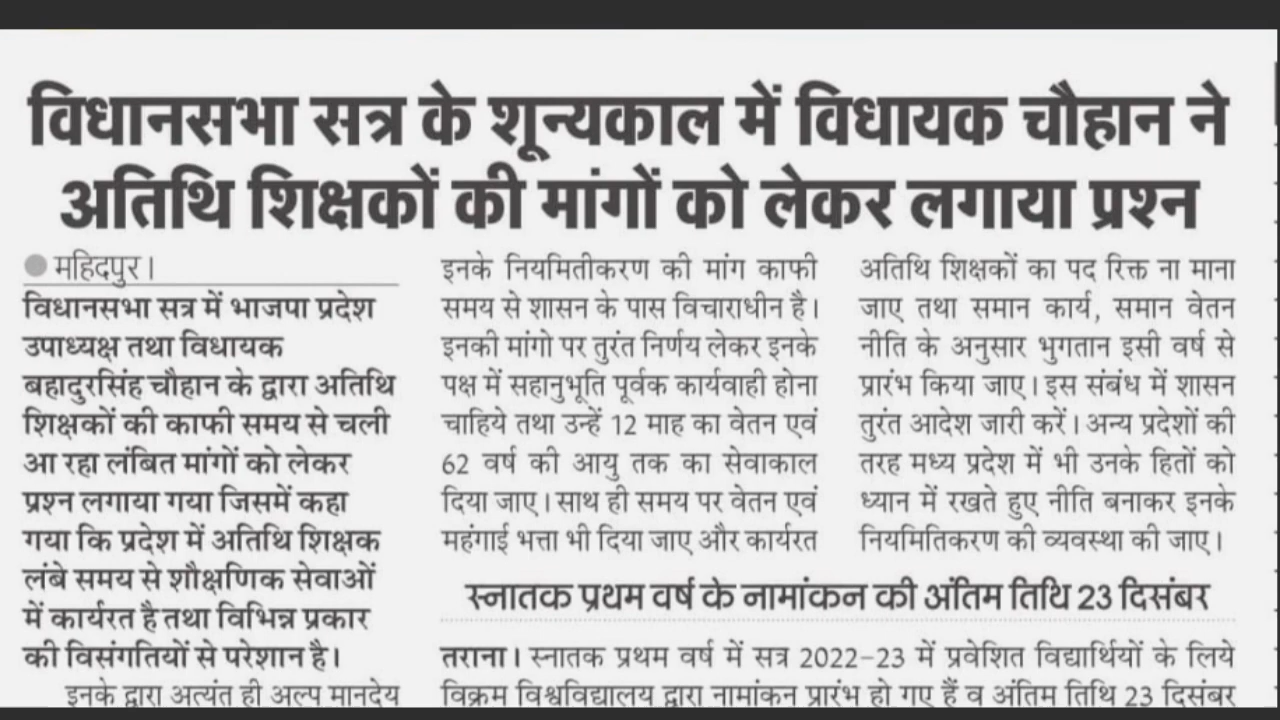 विधानसभा सत्र के शून्यकाल में विधायक चौहान ने
अतिथि शिक्षकों की मांगों को लेकर लगाया प्रश्न
महिदपुर।
विधानसभा सत्र में भाजपा प्रदेश
उपाध्यक्ष तथा विधायक
बहादुरसिंह चौहान के द्वारा अतिथि
शिक्षकों की काफी समय से चली
आ रहा लंबित मांगों को लेकर
प्रश्न लगाया गया जिसमें कहा
गया कि प्रदेश में अतिथि शिक्षक
लंबे समय से शौक्षणिक सेवाओं
में कार्यरत है तथा विभिन्न प्रकार
की विसंगतियों से परेशान है।
इनके द्वारा अत्यंत ही अल्प मानदेय
इनके नियमितीकरण की मांग काफी
समय से शासन के पास विचाराधीन है।
इनकी मांगो पर तुरंत निर्णय लेकर इनके
पक्ष में सहानुभूति पूर्वक कार्यवाही होना
चाहिये तथा उन्हें 12 माह का वेतन एवं
62 वर्ष की आयु तक का सेवाकाल
दिया जाए। साथ ही समय पर वेतन एवं
महंगाई भत्ता भी दिया जाए और कार्यरत
अतिथि शिक्षकों का पद रिक्त ना माना
जाए तथा समान कार्य, समान वेतन
नीति के अनुसार भुगतान इसी वर्ष से
प्रारंभ किया जाए। इस संबंध में शासन
तुरंत आदेश जारी करें। अन्य प्रदेशों की
तरह मध्य प्रदेश में भी उनके हितों को
ध्यान में रखते हुए नीति बनाकर इनके
नियमितिकरण की व्यवस्था की जाए।
स्नातक प्रथम वर्ष के नामांकन की अंतिम तिथि 23 दिसंबर
तराना। स्नातक प्रथम वर्ष में सत्र 2022-23 में प्रवेशित विद्यार्थियों के लिये
विक्रम विश्वविद्यालय द्वारा नामांकन प्रारंभ हो गए हैं व अंतिम तिथि 23 दिसंबर